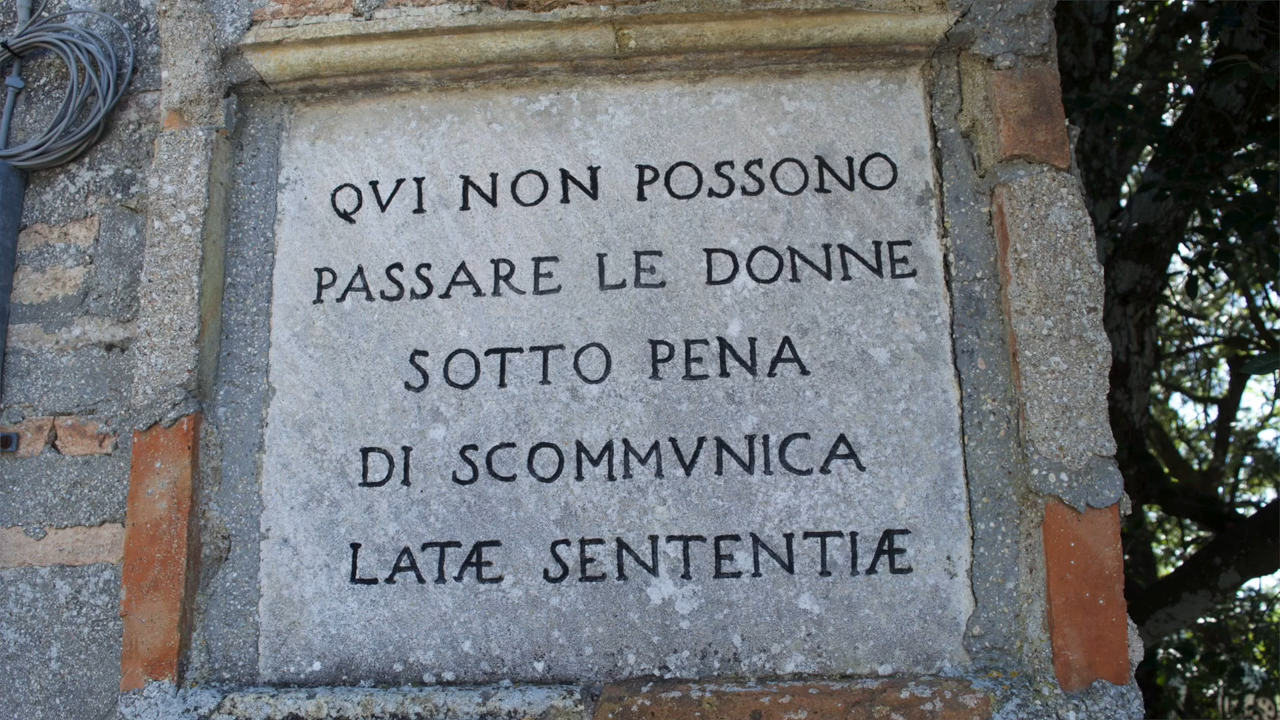 QVI NON POSSONO
PASSARE LE DONNE
SOTTO PENA
DI SCOMMVNICA
LATÆ SENTENTIÆ